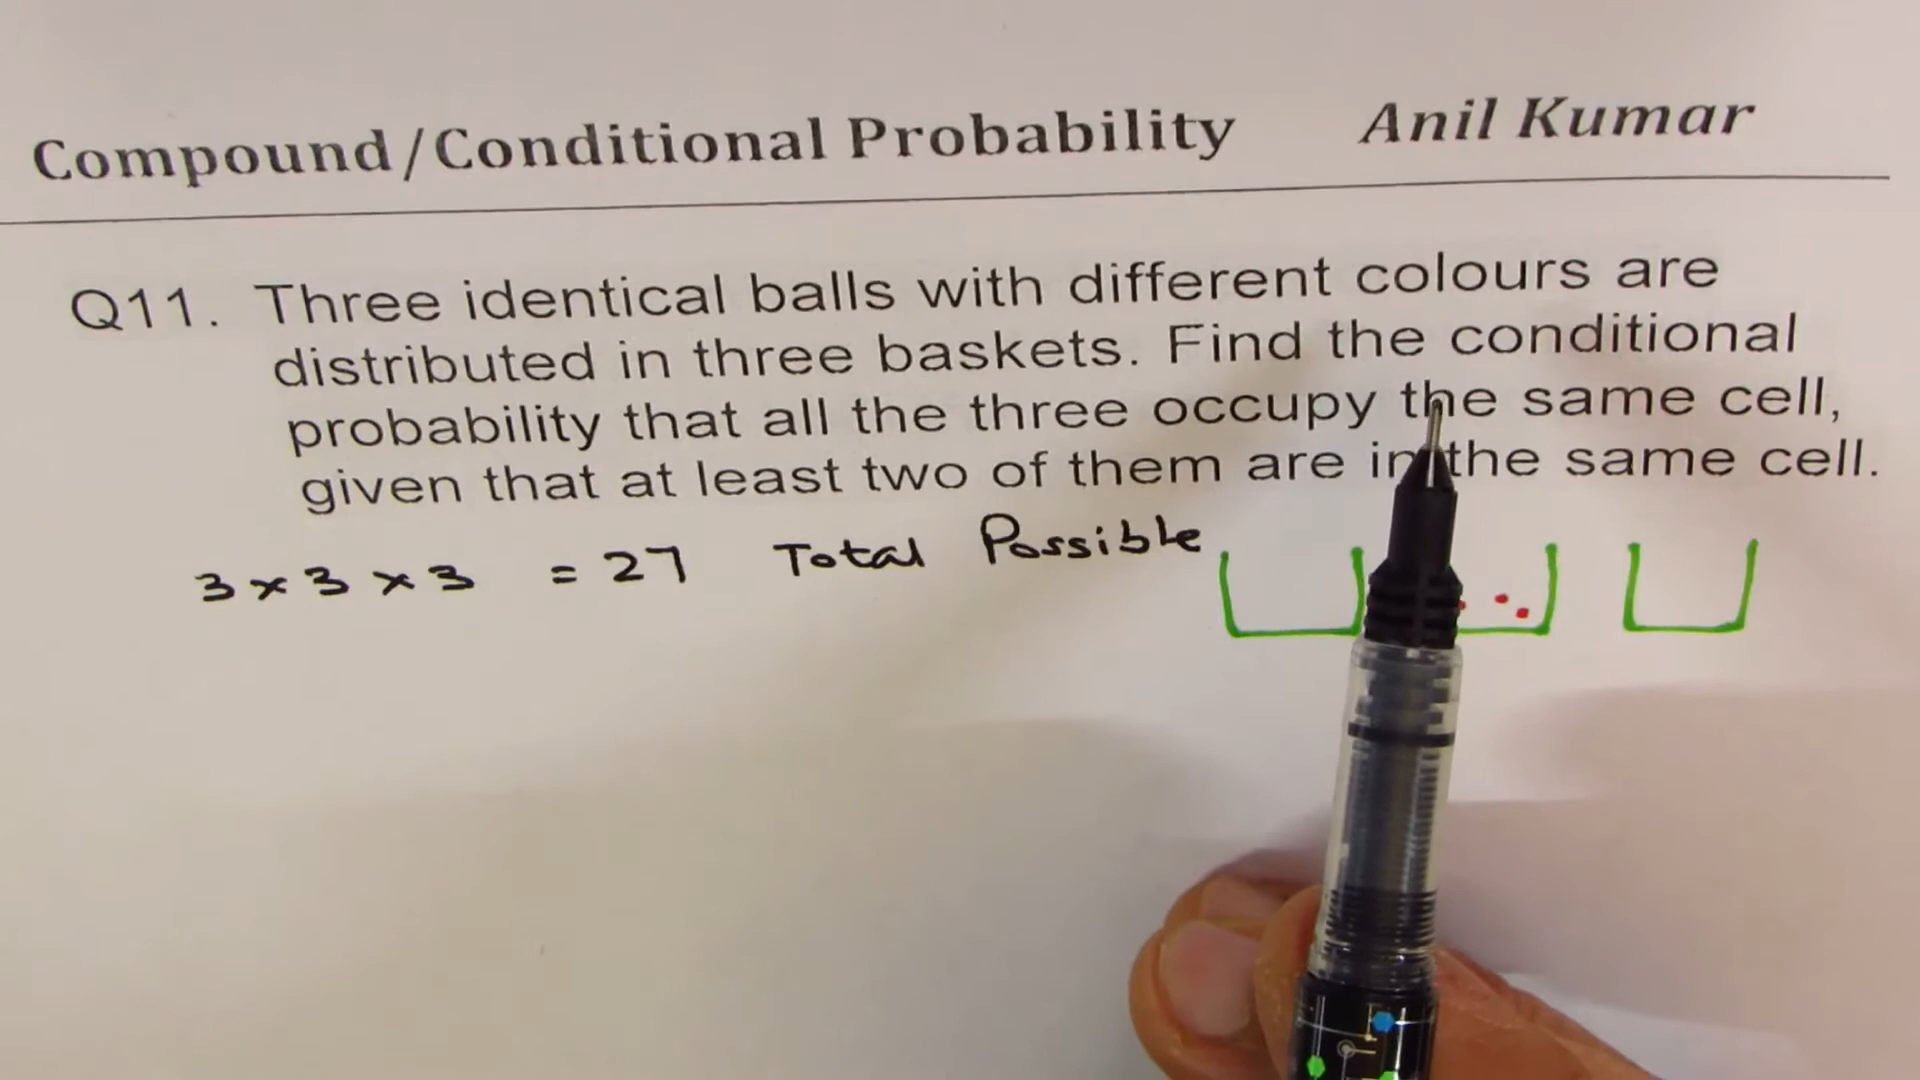 Compound/Conditional Probability Anil Kumar
Q11. Three identical balls with different colours are
distributed in three baskets. Find the conditional
probability that all the three occupy the same cell,
given that at least two of them are in the same cell.
3 x 3 x 3 = 27 Total Possible